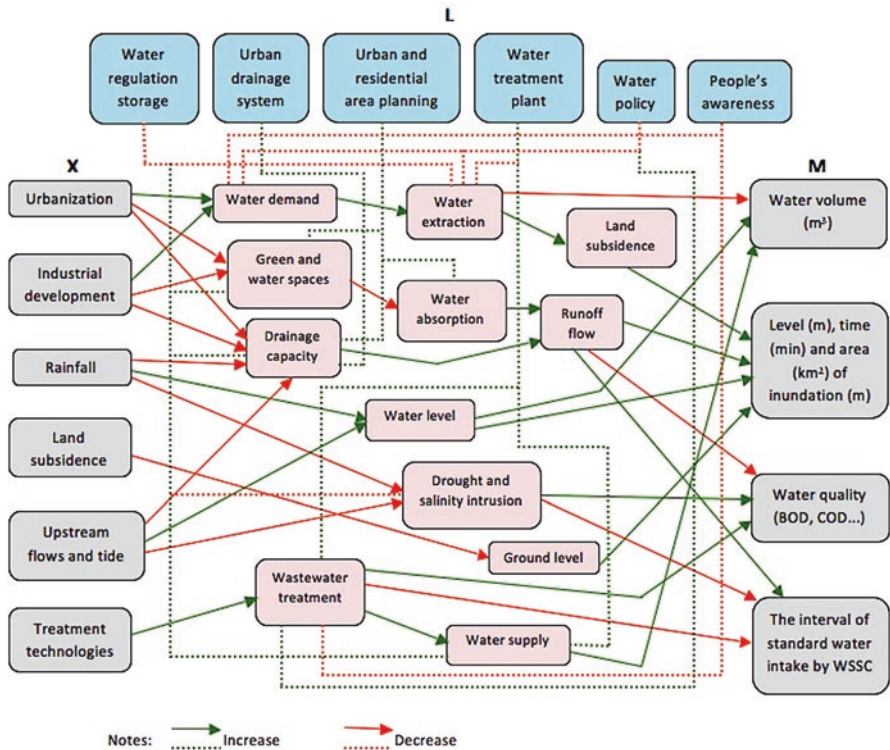 L
Water
regulation
storage
Urban
drainage
system
Urban and
residential
area planning
Water
treatment
plant
Water
policy
People's
awareness
X
M
Urbanization
Industrial
development
Rainfall
Land
subsidence
Upstream
flows and tide
Treatment
technologies
Water demand
Green and
water spaces
Drainage
capacity
Water
extraction
Water
absorption
Land
subsidence
Runoff
flow
Water level
Drought and
salinity intrusion
Ground level
Wastewater
treatment
Water supply
Water volume
(m³)
Level (m), time
(min) and area
(km²) of
inundation (m)
Water quality
(BOD, COD...)
The interval of
standard water
intake by WSSC
Notes:
Increase
Decrease